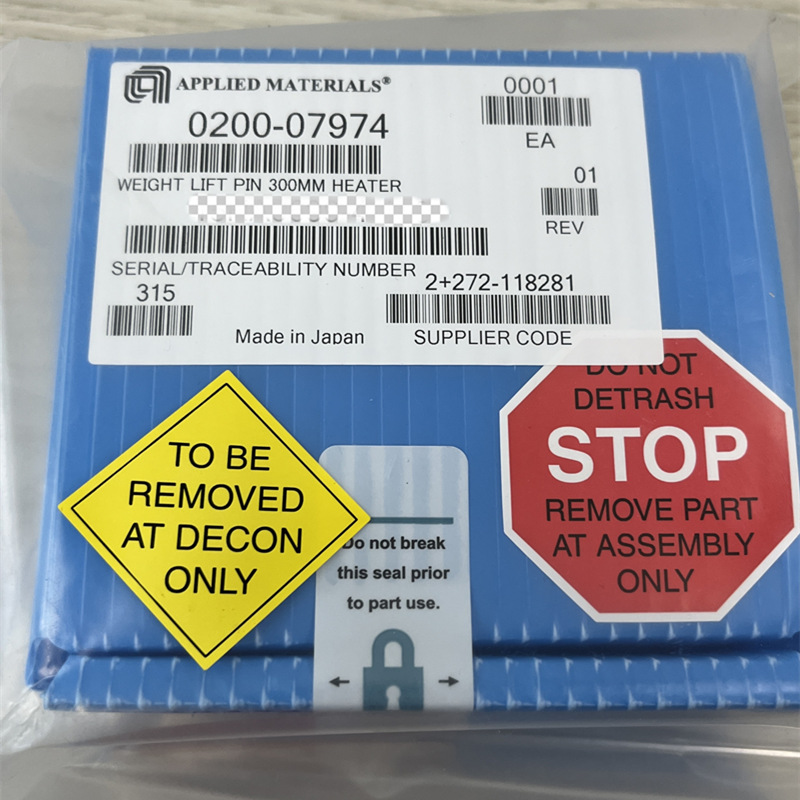 APPLIED MATERIALS®
0001
0200-07974
EA
01
WEIGHT LIFT PIN 300MM HEATER
REV
SERIAL/TRACEABILITY NUMBER
2+272-118281
315
Made in Japan
SUPPLIER CODE
TO BE
REMOVED
AT DECON
ONLY
Do not break
this seal prior
to part use.
DO NOT
DETRASH
STOP
REMOVE PART
AT ASSEMBLY
ONLY